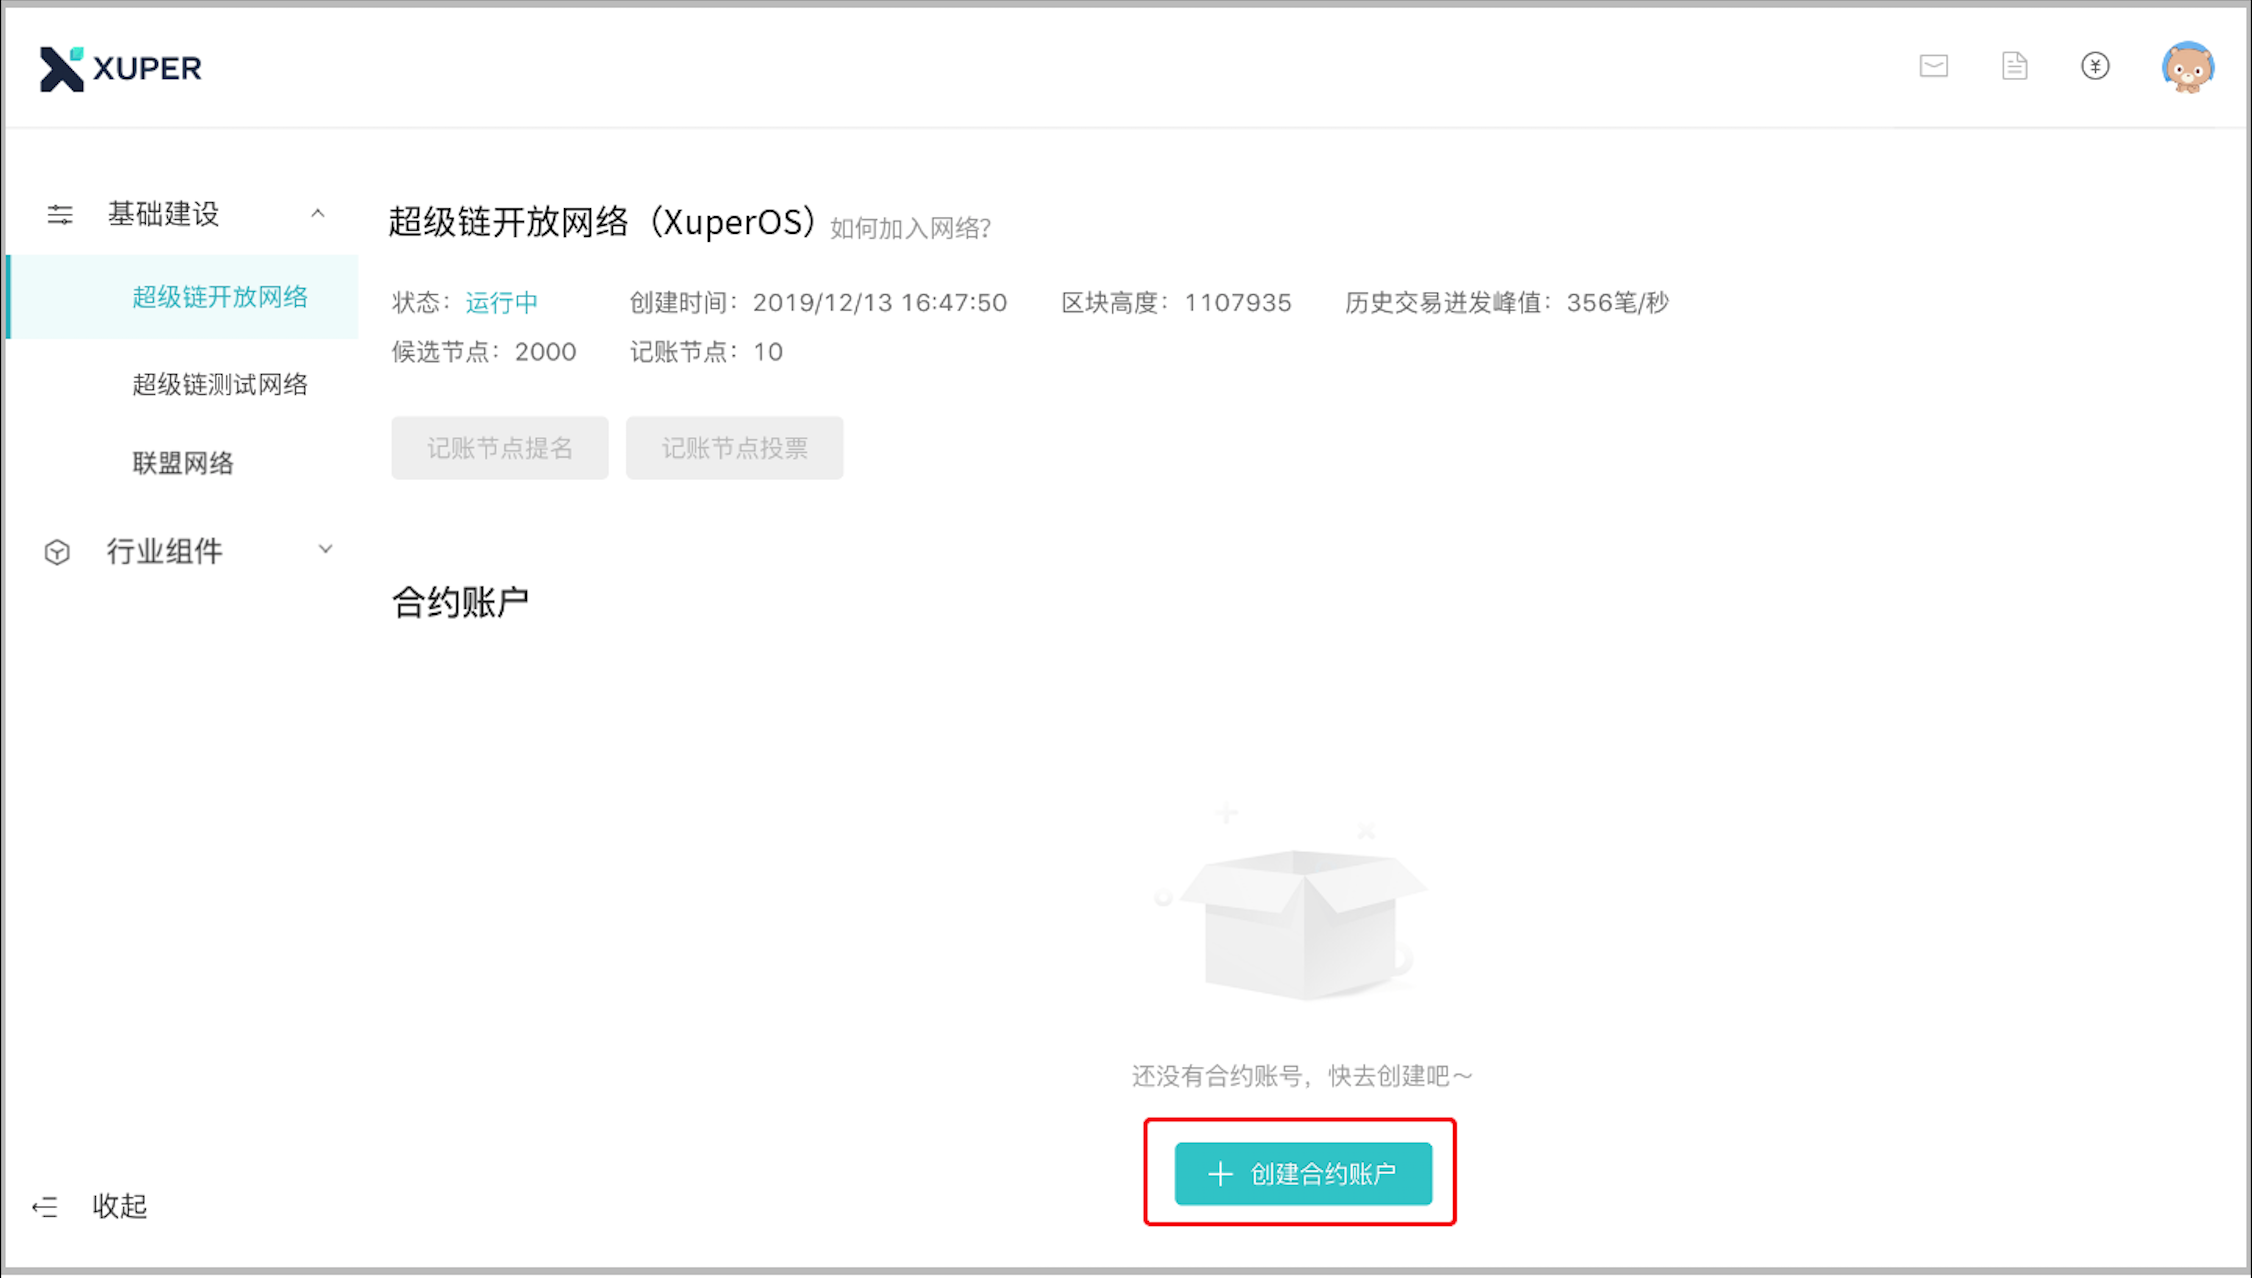 XUPER
基础建设
超级链开放网络
超级链测试网络
联盟网络
行业组件
收起
超级链开放网络（XuperOS）如何加入网络？
状态：运行中 创建时间：2019/12/13 16:47:50 区块高度：1107935 历史交易迸发峰值：356笔/秒
候选节点：2000 记账节点：10
记账节点提名 记账节点投票
合约账户
还没有合约账号，快去创建吧～
＋ 创建合约账户